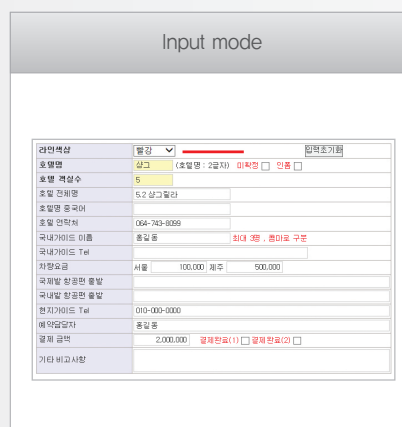 Input mode
라인색상 빨강 입력초기화
호텔명 샹그 (호텔명 : 2글자) 미확정 인폼
호텔 객실수 5
호텔 전체명 5.2 샹그릴라
호텔명 중국어
호텔 연락처 064-743-8099
국내가이드 이름 홍길동 최대 3명 , 콤마로 구분
국내가이드 Tel
차량요금 서울 100,000 제주 500,000
국제발 항공편 출발
국내발 항공편 출발
현지가이드 Tel 010-000-0000
예약담당자 홍길동
결제 금액 2,000,000 결제완료(1) 결제완료(2)
기타 비고사항